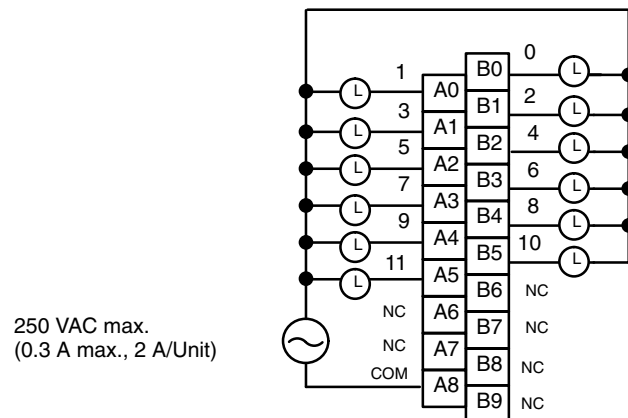 0
1 L B0 L
A0 2
3 L B1 L
A1 4
5 L B2 L
A2 6
7 L B3 L
A3 8
9 L B4 L
A4 10
11 L B5 L
A5 B6 NC
NC A6
B7 NC
NC A7
B8 NC
COM A8
B9 NC
250 VAC max.
(0.3 A max., 2 A/Unit)